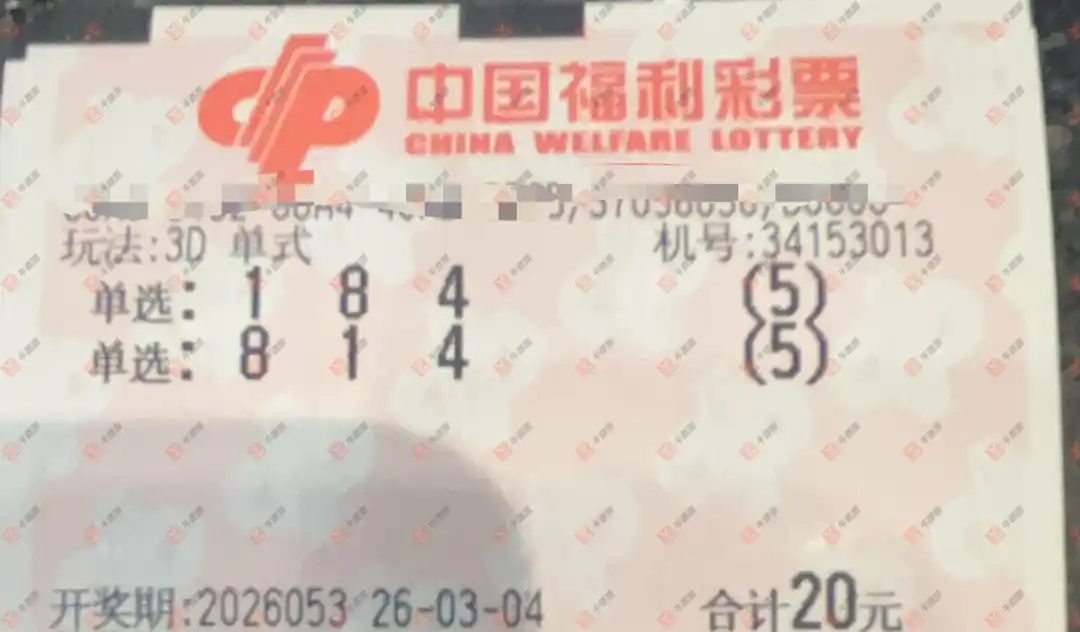 中国福利彩票
CHINA WELFARE LOTTERY
玩法:3D 单式 机号:34153013
单选: 1 8 4 (5)
单选: 8 1 4 (5)
开奖期:2026053 26-03-04 合计20元